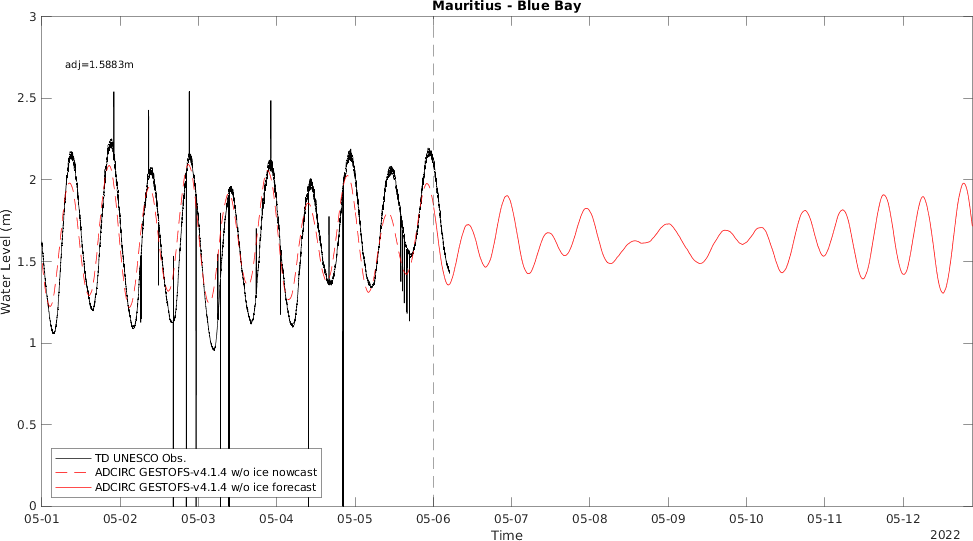 Mauritius - Blue Bay
adj=1.5883m
3
2.5
2
1.5
1
0.5
0
Water Level (m)
TD UNESCO Obs.
ADCIRC GESTOFS-v4.1.4 w/o ice nowcast
ADCIRC GESTOFS-v4.1.4 w/o ice forecast
05-01 05-02 05-03 05-04 05-05 05-06 05-07 05-08 05-09 05-10 05-11 05-12
Time
2022